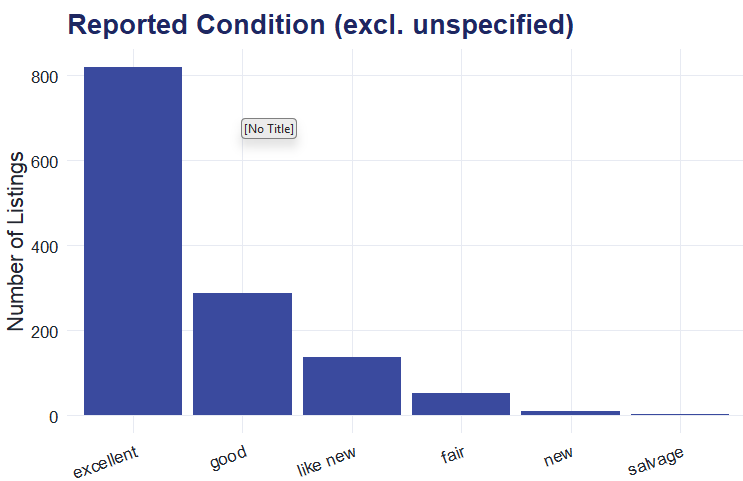 Reported Condition (excl. unspecified)
800
[No Title]
600
400
200
0
Number of Listings
excellent
good
like new
fair
new
salvage